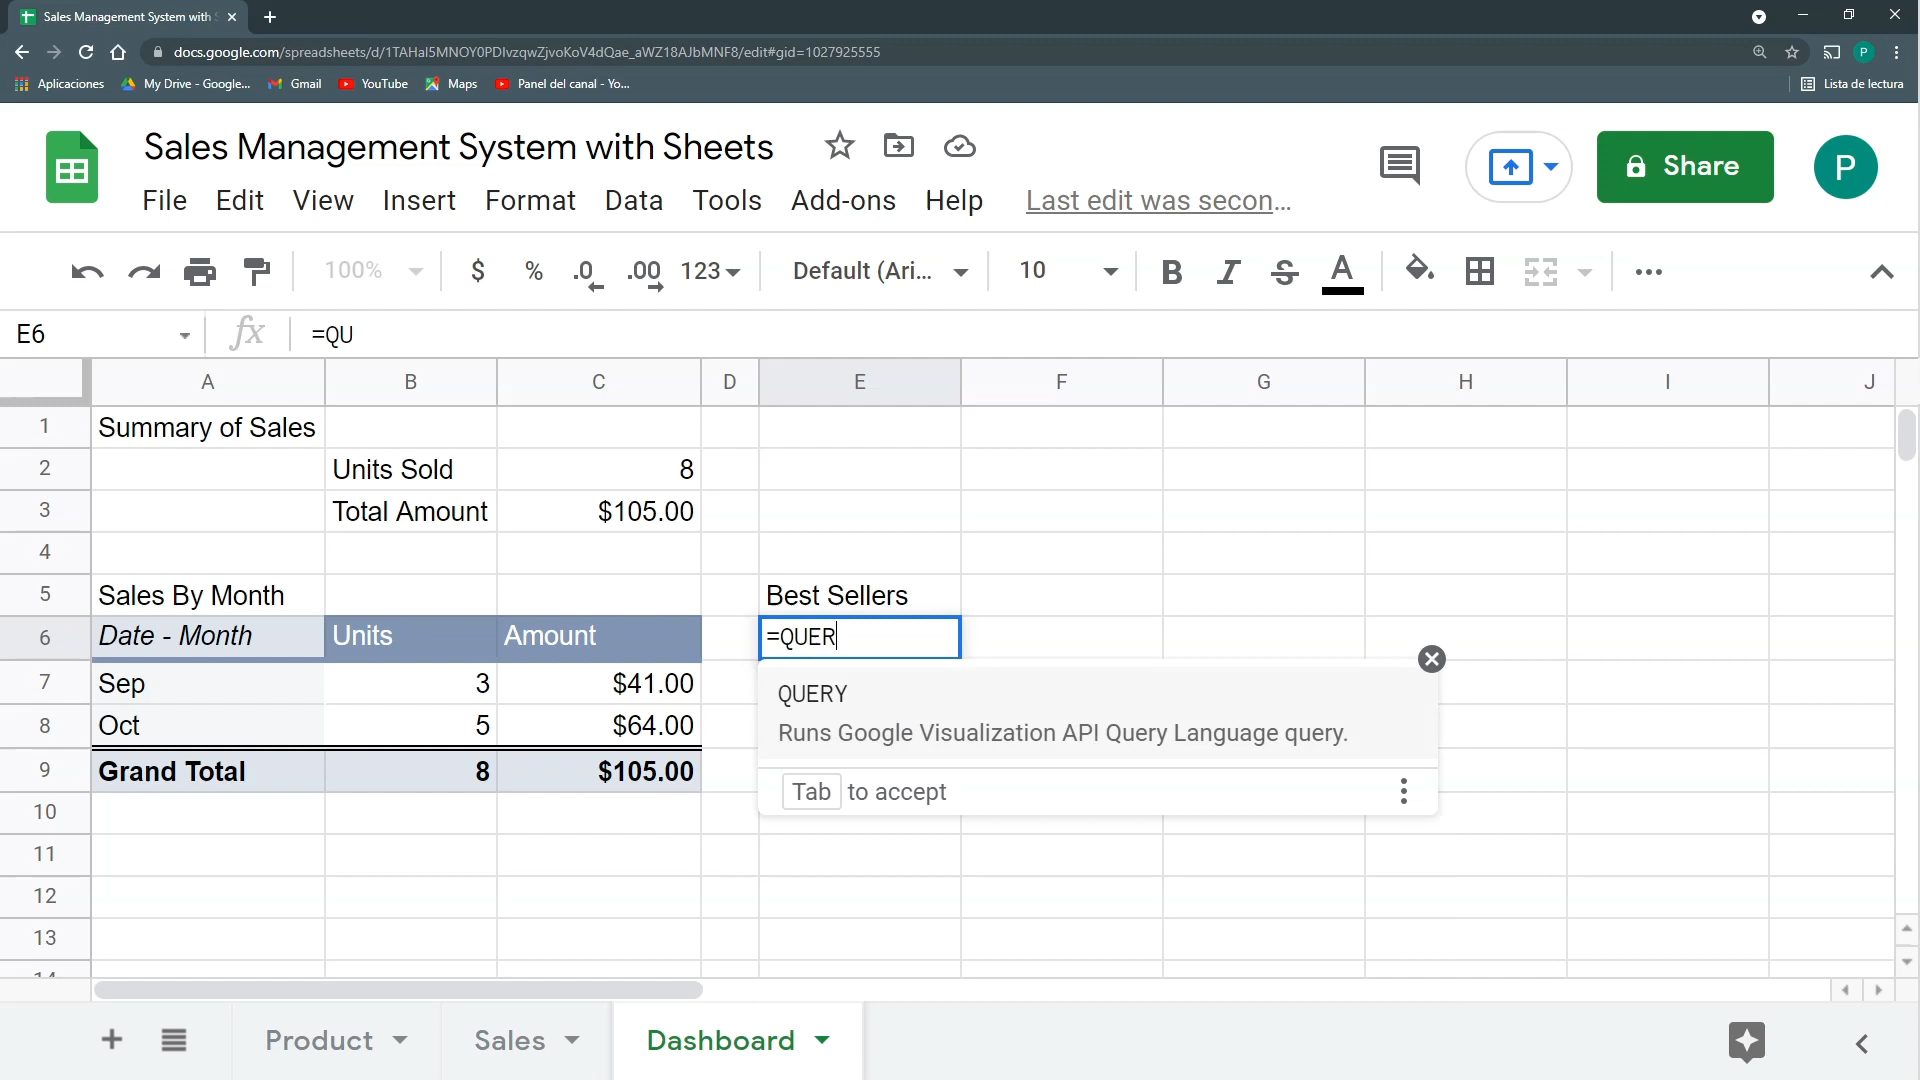 Sales Management System with S
docs.google.com/spreadsheets/d/1TAHal5MNOY0PDlvzqwZjvoKoV4dQae_aWZ18AJbMNF8/edit#gid=1027925555
P
Aplicaciones My Drive - Google... Gmail YouTube Maps Panel del canal - Yo... Lista de lectura
Sales Management System with Sheets
Share
P
File Edit View Insert Format Data Tools Add-ons Help Last edit was secon...
100% $ % .0 .00 123 Default (Ari... 10 B I S A
E6 fx =QU
A B C D E F G H I J
1 Summary of Sales
2 Units Sold 8
3 Total Amount $105.00
4
5 Sales By Month Best Sellers
6 Date - Month Units Amount =QUER
7 Sep 3 $41.00
QUERY
Runs Google Visualization API Query Language query.
8 Oct 5 $64.00
9 Grand Total 8 $105.00
Tab to accept
10
11
12
13
14
Product Sales Dashboard